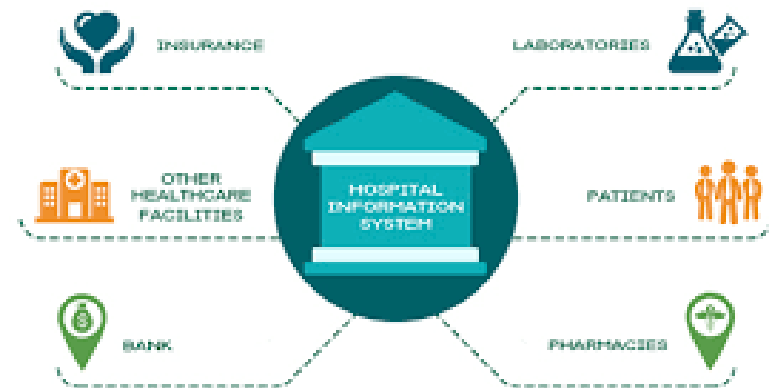 INSURANCE
LABORATORIES
OTHER
HEALTHCARE
FACILITIES
HOSPITAL
INFORMATION
SYSTEM
PATIENTS
BANK
PHARMACIES